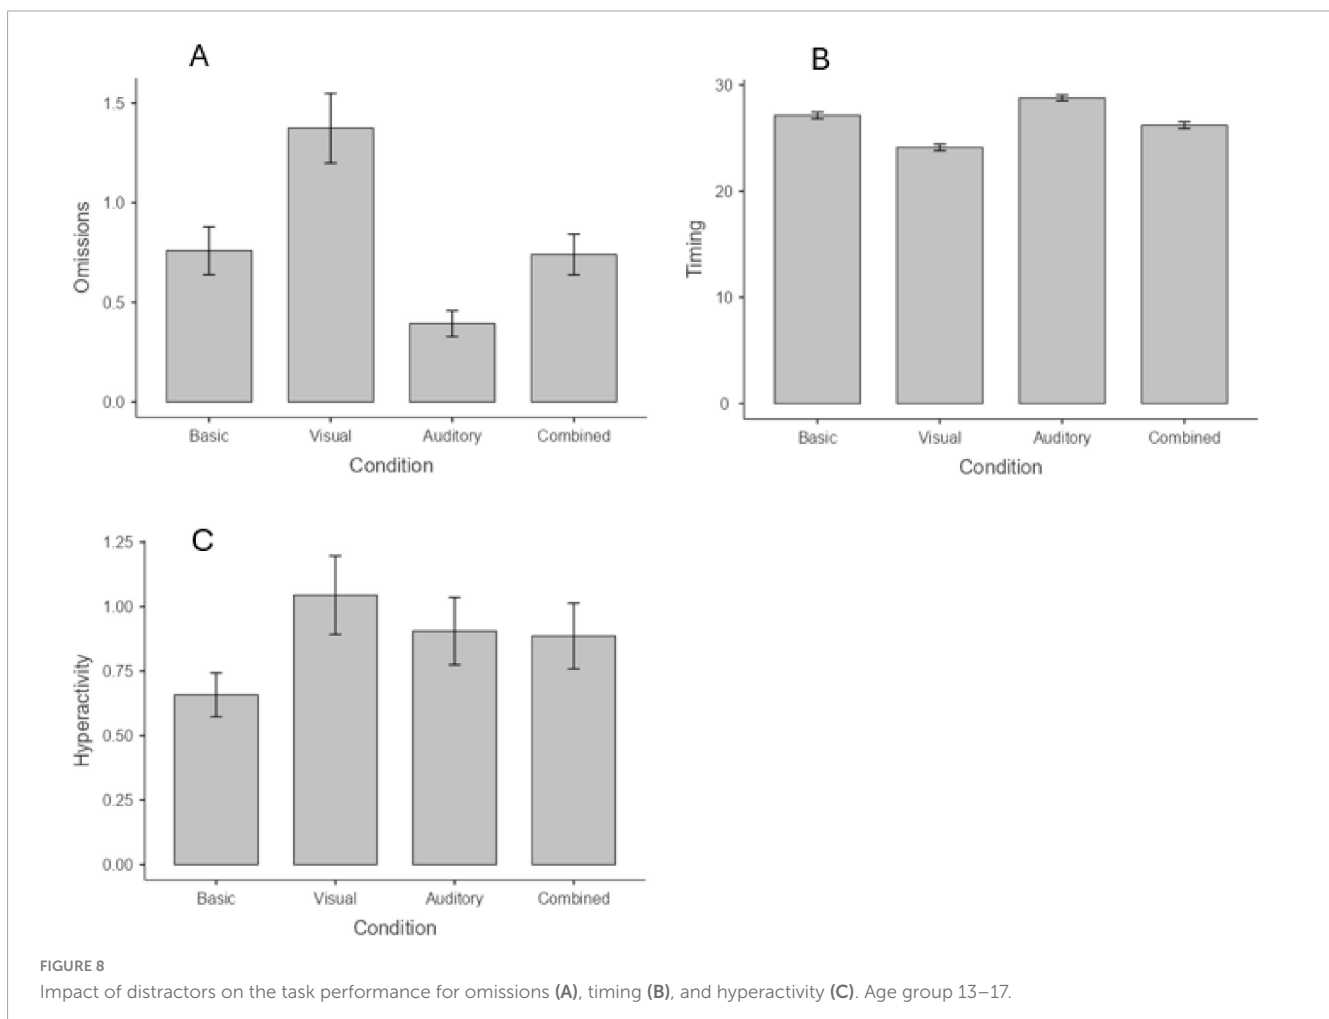 A
1.5
1.0
0.5
0.0
Omissions
Basic Visual Auditory Combined
Condition
B
30
20
10
0
Timing
Basic Visual Auditory Combined
Condition
C
1.25
1.00
0.75
0.50
0.25
0.00
Hyperactivity
Basic Visual Auditory Combined
Condition
FIGURE 8
Impact of distractors on the task performance for omissions (A), timing (B), and hyperactivity (C). Age group 13–17.